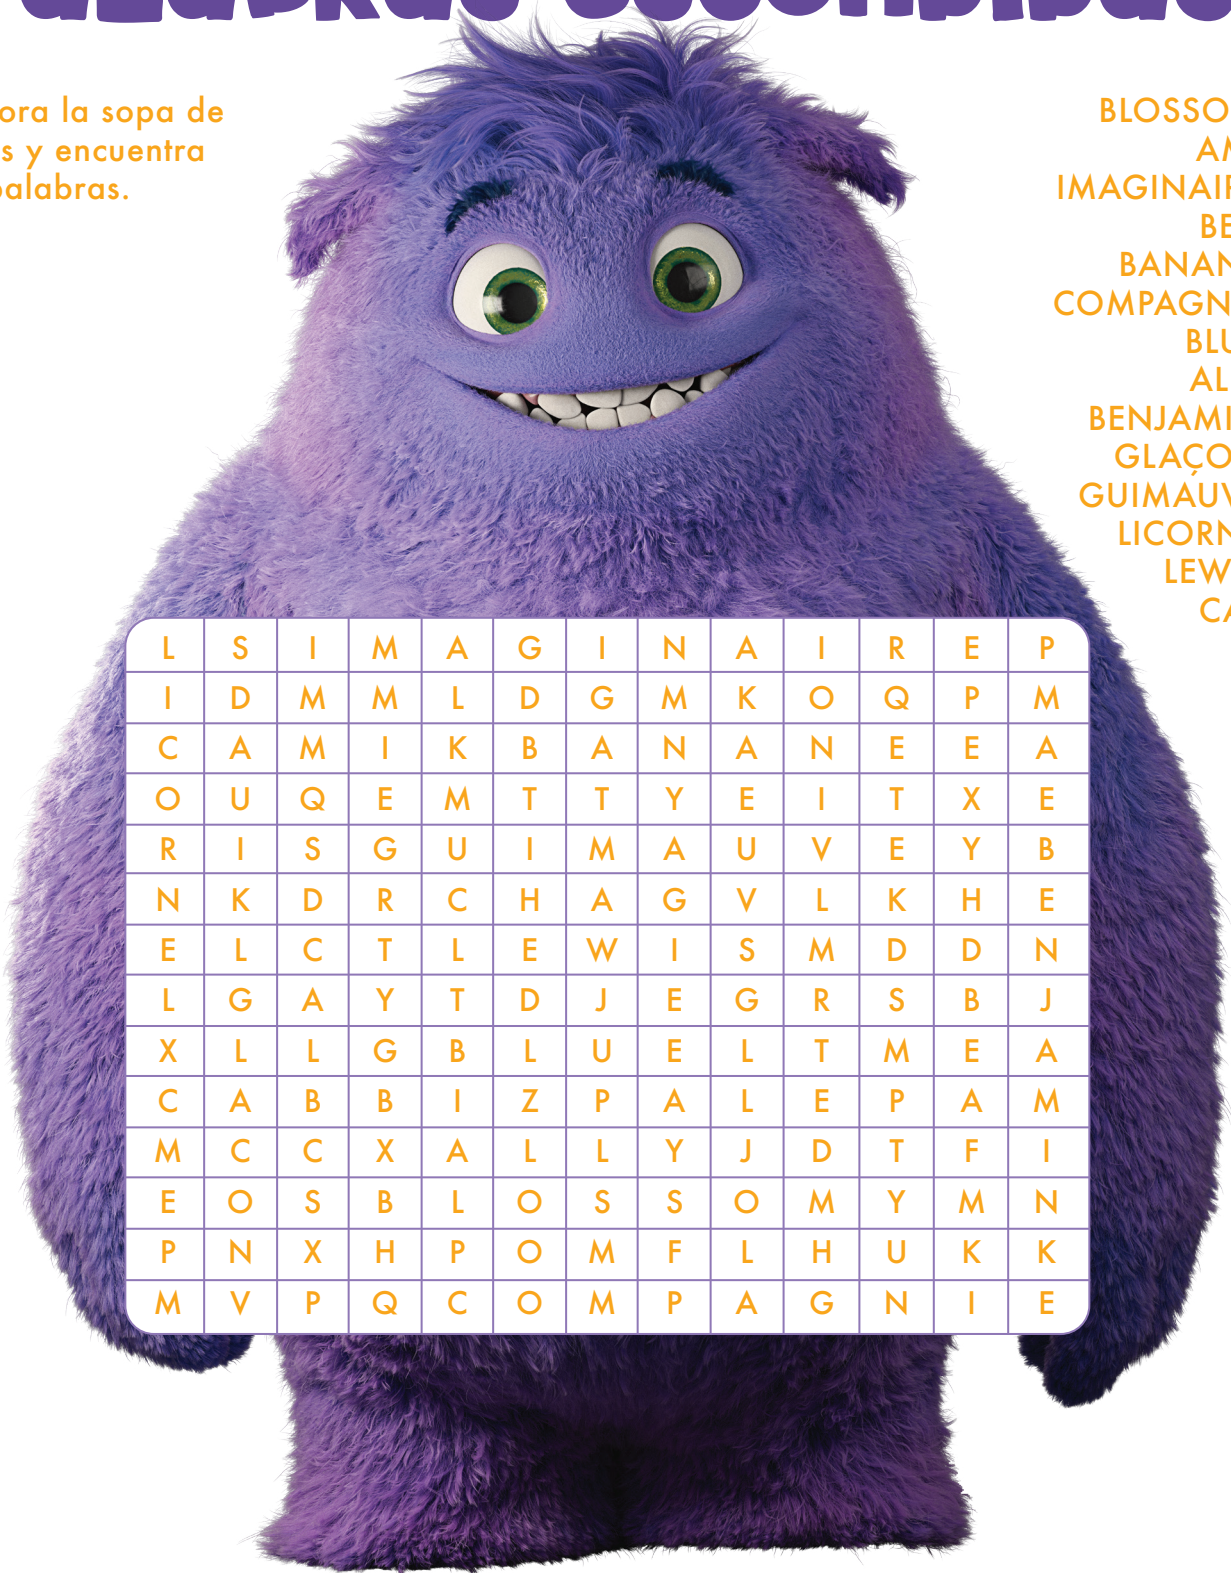 ora la sopa de
s y encuentra
palabras.
BLOSSO
AM
IMAGINAIR
BE
BANAN
COMPAGN
BLU
AL
BENJAMI
GLAÇO
GUIMAUV
LICORN
LEW
CA
L S I M A G I N A I R E P
I D M M L D G M K O Q P M
C A M I K B A N A N E E A
O U Q E M T T Y E I T X E
R I S G U I M A U V E Y B
N K D R C H A G V L K H E
E L C T L E W I S M D D N
L G A Y T D J E G R S B J
X L L G B L U E L T M E A
C A B B I Z P A L E P A M
M C C X A L L Y J D T F I
E O S B L O S S O M Y M N
P N X H P O M F L H U K K
M V P Q C O M P A G N I E